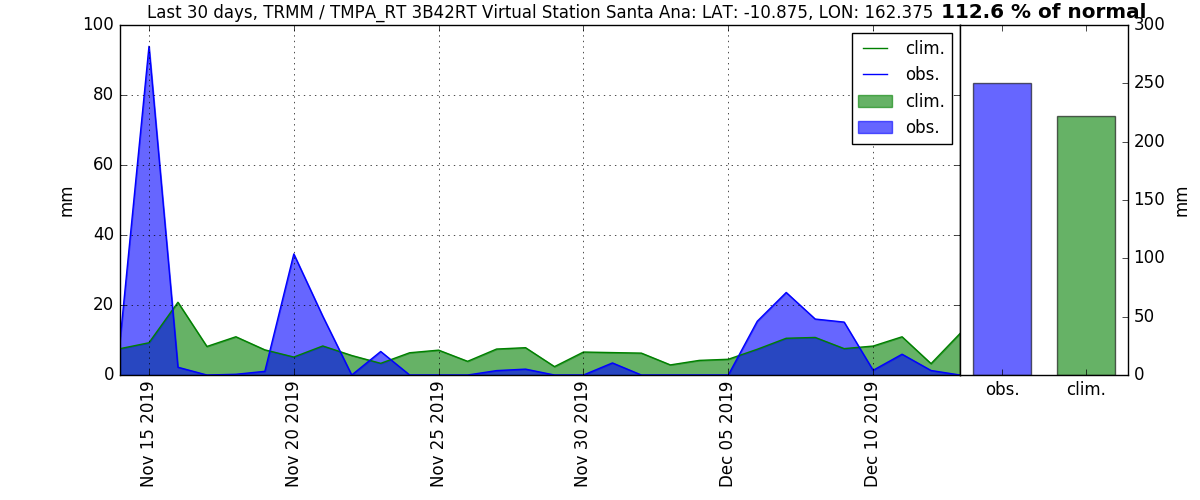 Last 30 days, TRMM / TMPA_RT 3B42RT Virtual Station Santa Ana: LAT: -10.875, LON: 162.375 112.6 % of normal
100
80
60
40
20
0
mm
clim.
obs.
clim.
obs.
Nov 15 2019
Nov 20 2019
Nov 25 2019
Nov 30 2019
Dec 05 2019
Dec 10 2019
300
250
200
150
100
50
0
mm
obs.
clim.